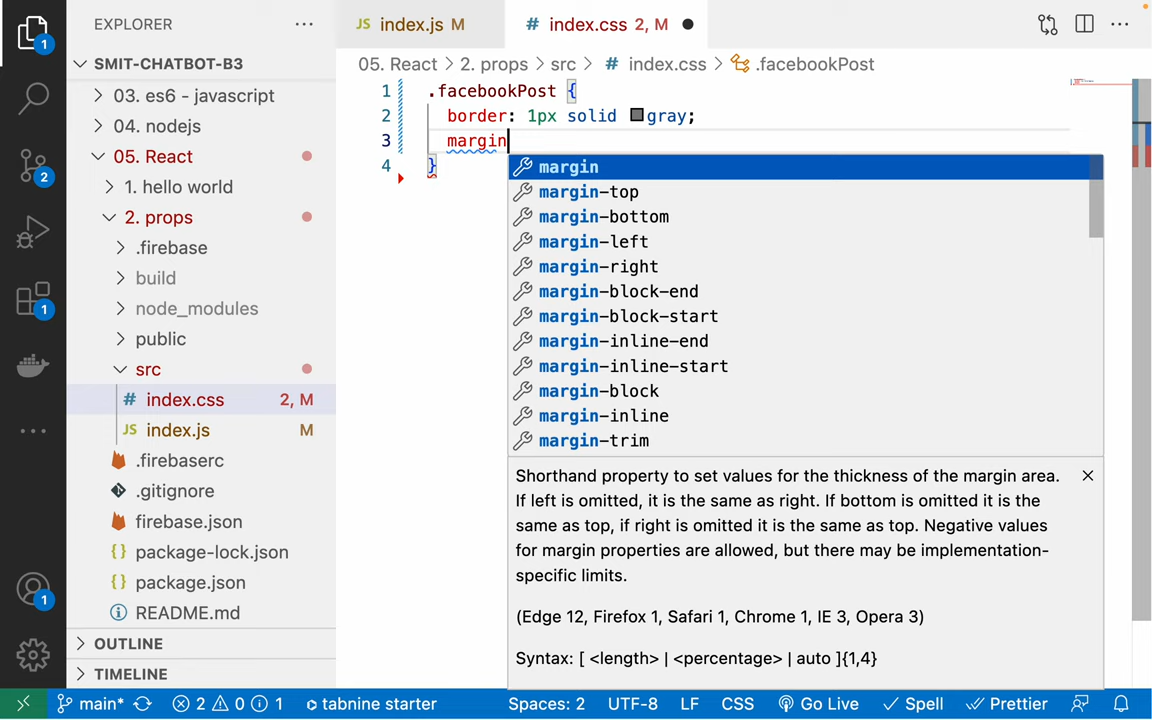 EXPLORER
SMIT-CHATBOT-B3
03. es6 - javascript
04. nodejs
05. React
1. hello world
2. props
.firebase
build
node_modules
public
src
index.css 2, M
index.js M
.firebaserc
.gitignore
firebase.json
package-lock.json
package.json
README.md
OUTLINE
TIMELINE
1
2
1
1
JS index.js M
# index.css 2, M
05. React > 2. props > src > # index.css > .facebookPost
1 .facebookPost {
2 border: 1px solid gray;
3 margin
4 }
margin
margin-top
margin-bottom
margin-left
margin-right
margin-block-end
margin-block-start
margin-inline-end
margin-inline-start
margin-block
margin-inline
margin-trim
Shorthand property to set values for the thickness of the margin area.
If left is omitted, it is the same as right. If bottom is omitted it is the
same as top, if right is omitted it is the same as top. Negative values
for margin properties are allowed, but there may be implementation-
specific limits.
(Edge 12, Firefox 1, Safari 1, Chrome 1, IE 3, Opera 3)
Syntax: [ <length> | <percentage> | auto ]{1,4}
main* 2 0 1 tabnine starter Spaces: 2 UTF-8 LF CSS Go Live Spell Prettier